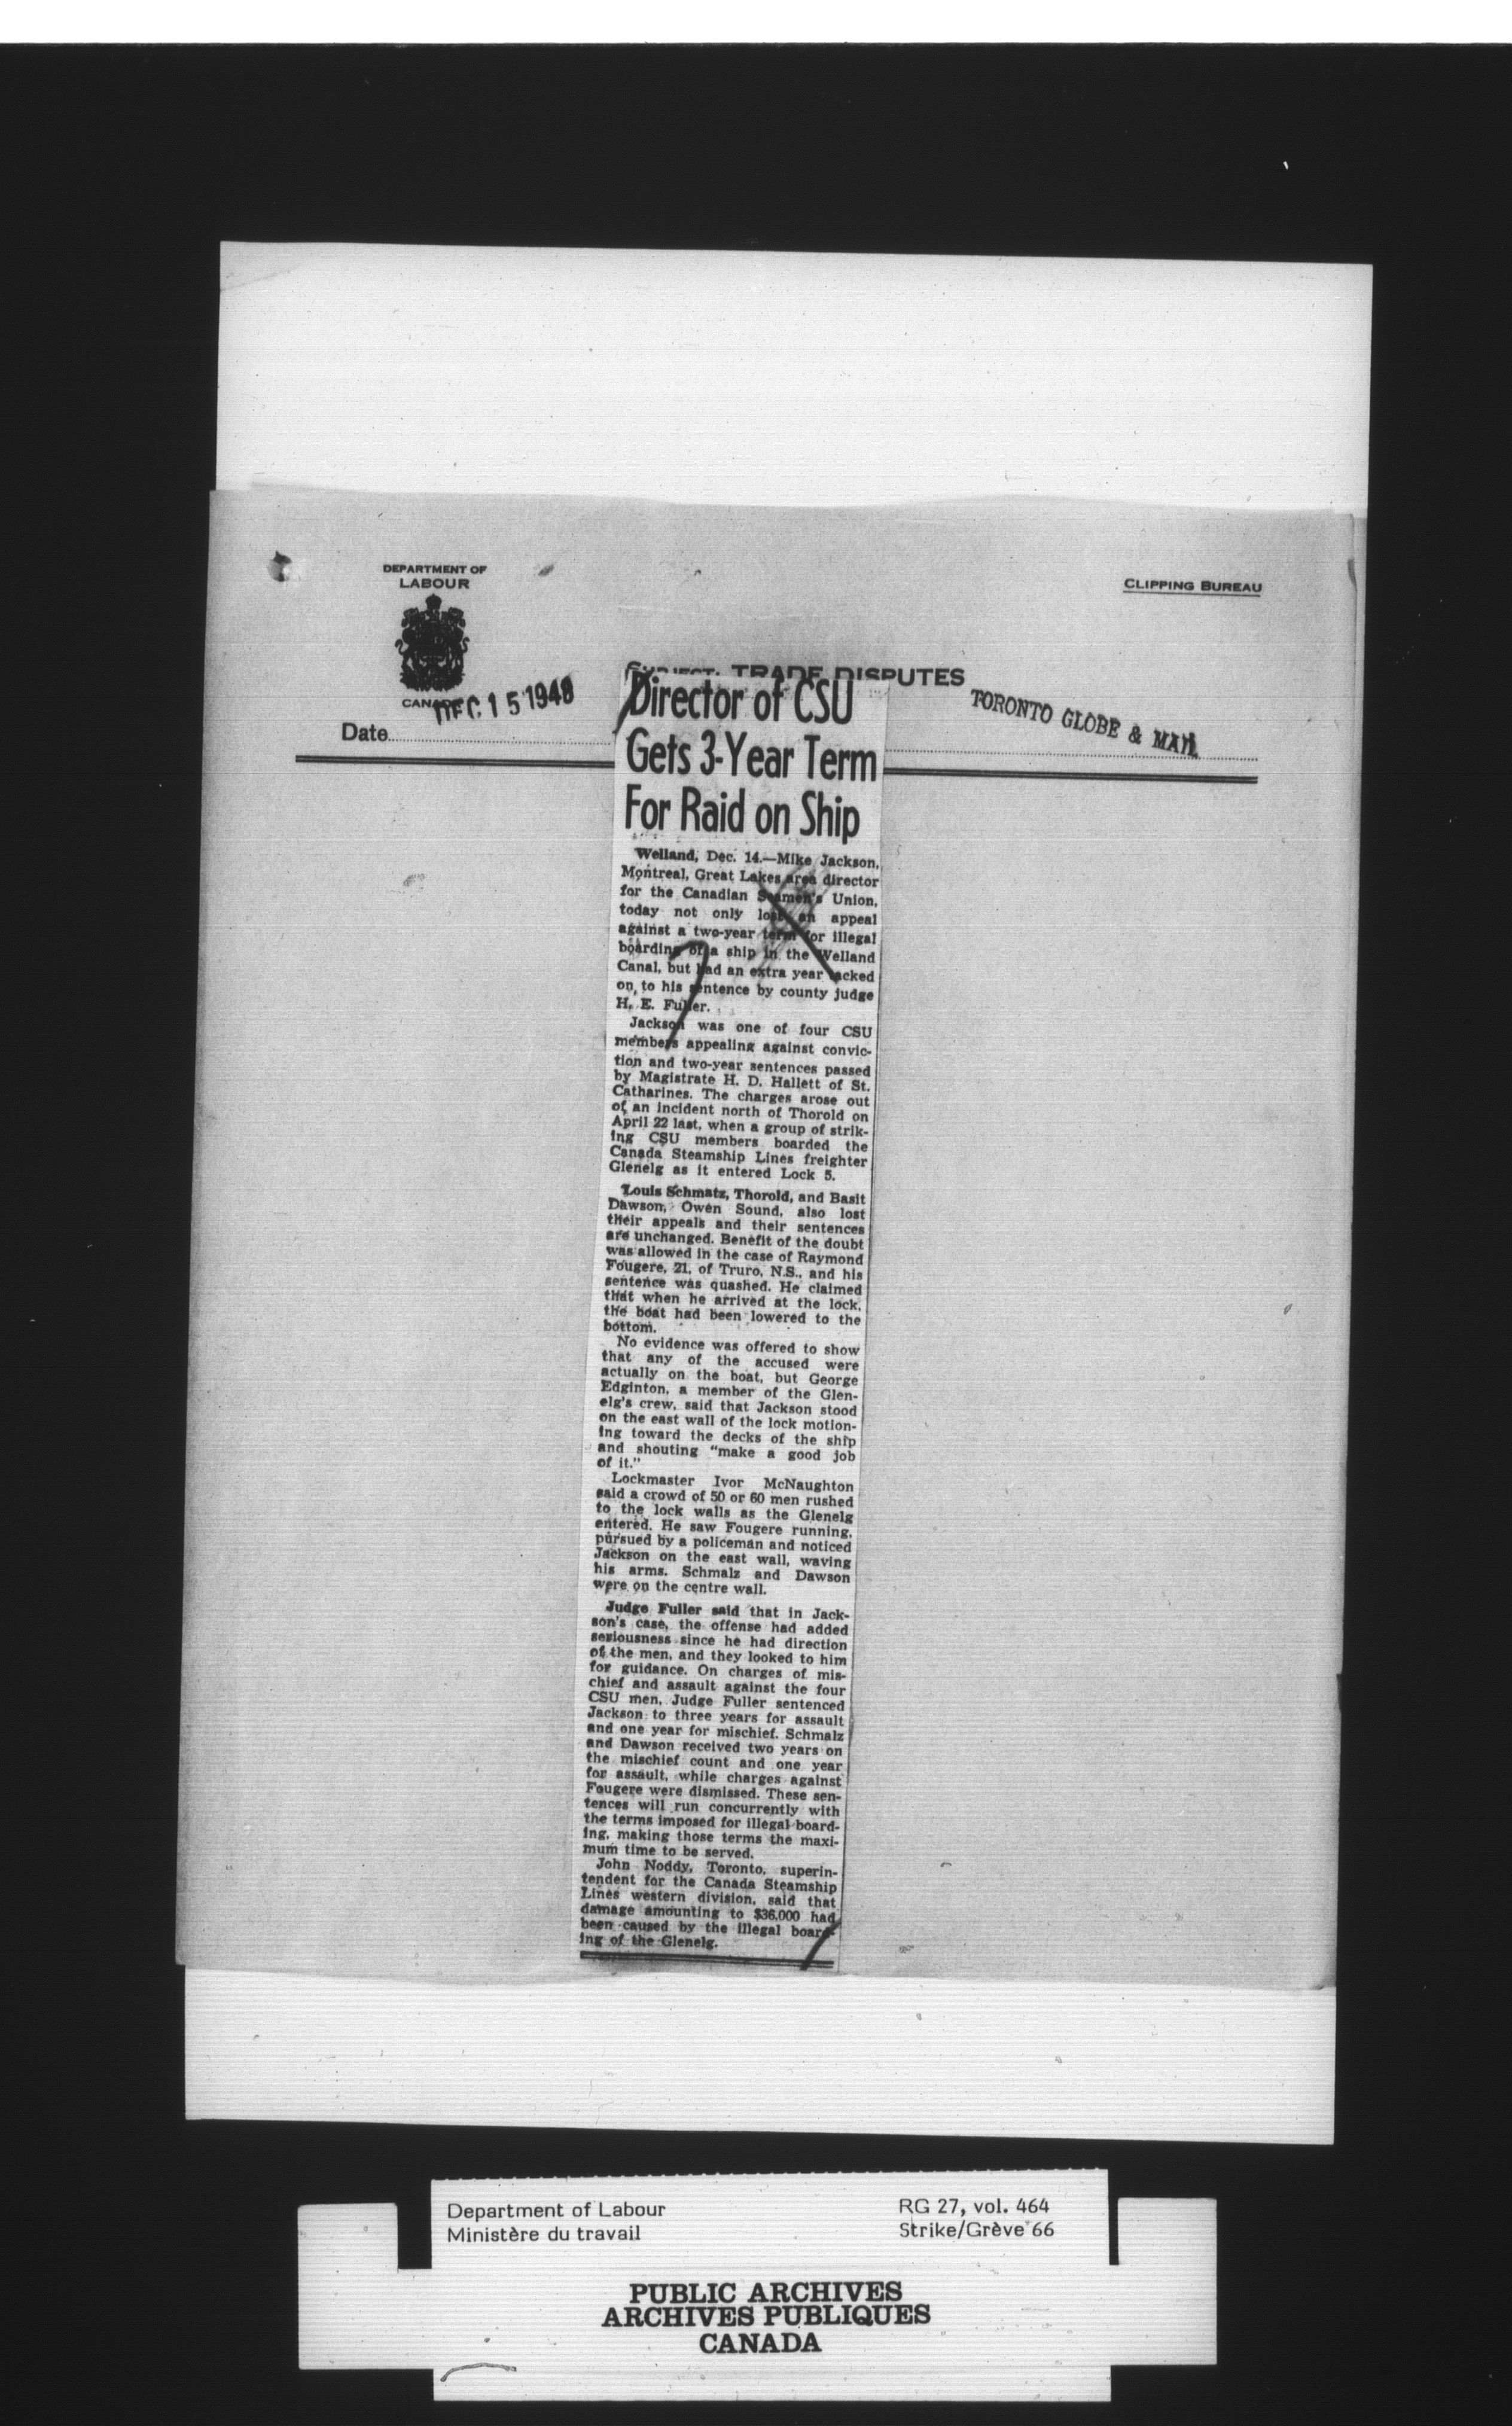 DEPARTMENT OF
LABOUR
CANADA
CLIPPING BUREAU
SUBJECT: TRADE DISPUTES
DEC 15 1948
TORONTO GLOBE & MAIL
Date
Director of CSU
Gets 3-Year Term
For Raid on Ship
Welland, Dec. 14.—Mike Jackson,
Montreal, Great Lakes area director
for the Canadian Seamen's Union,
today not only lost an appeal
against a two-year term for illegal
boarding of a ship in the Welland
Canal, but had an extra year tacked
on to his sentence by county judge
H. E. Fuller.
Jackson was one of four CSU
members appealing against convic-
tion and two-year sentences passed
by Magistrate H. D. Hallett of St.
Catharines. The charges arose out
of an incident north of Thorold on
April 22 last, when a group of strik-
ing CSU members boarded the
Canada Steamship Lines freighter
Glenelg as it entered Lock 5.
Louis Schmatz, Thorold, and Basit
Dawson, Owen Sound, also lost
their appeals and their sentences
are unchanged. Benefit of the doubt
was allowed in the case of Raymond
Fougere, 21, of Truro, N.S., and his
sentence was quashed. He claimed
that when he arrived at the lock,
the boat had been lowered to the
bottom.
No evidence was offered to show
that any of the accused were
actually on the boat, but George
Edginton, a member of the Glen-
elg's crew, said that Jackson stood
on the east wall of the lock motion-
ing toward the decks of the ship
and shouting "make a good job
of it."
Lockmaster Ivor McNaughton
said a crowd of 50 or 60 men rushed
to the lock walls as the Glenelg
entered. He saw Fougere running,
pursued by a policeman and noticed
Jackson on the east wall, waving
his arms. Schmalz and Dawson
were on the centre wall.
Judge Fuller said that in Jack-
son's case, the offense had added
seriousness since he had direction
of the men, and they looked to him
for guidance. On charges of mis-
chief and assault against the four
CSU men, Judge Fuller sentenced
Jackson to three years for assault
and one year for mischief. Schmalz
and Dawson received two years on
the mischief count and one year
for assault, while charges against
Fougere were dismissed. These sen-
tences will run concurrently with
the terms imposed for illegal board-
ing, making those terms the maxi-
mum time to be served.
John Noddy, Toronto, superin-
tendent for the Canada Steamship
Lines western division, said that
damage amounting to $36,000 had
been caused by the illegal board-
ing of the Glenelg.
Department of Labour
Ministère du travail
RG 27, vol. 464
Strike/Grève 66
PUBLIC ARCHIVES
ARCHIVES PUBLIQUES
CANADA